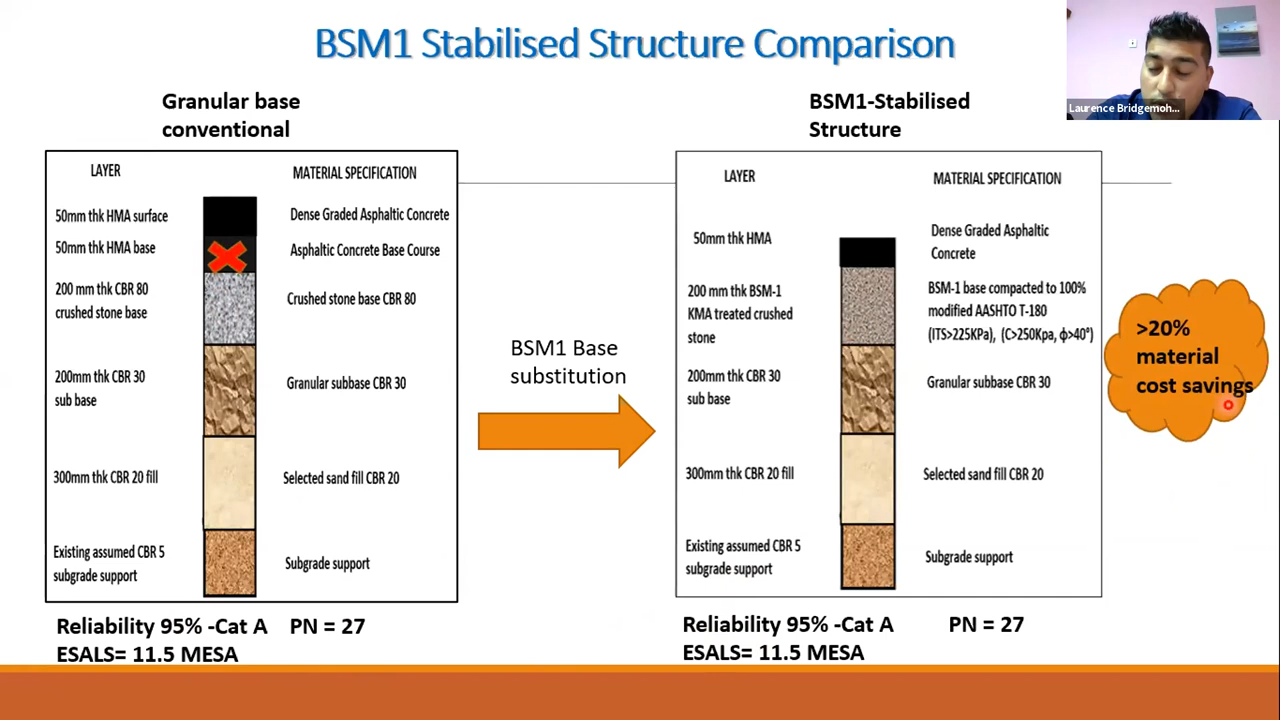 BSM1 Stabilised Structure Comparison
Laurence Bridgemoh...
Granular base
conventional
LAYER
MATERIAL SPECIFICATION
50mm thk HMA surface
Dense Graded Asphaltic Concrete
50mm thk HMA base
Asphaltic Concrete Base Course
200 mm thk CBR 80
crushed stone base
Crushed stone base CBR 80
200mm thk CBR 30
sub base
Granular subbase CBR 30
300mm thk CBR 20 fill
Selected sand fill CBR 20
Existing assumed CBR 5
subgrade support
Subgrade support
Reliability 95% -Cat A PN = 27
ESALS= 11.5 MESA
BSM1 Base
substitution
BSM1-Stabilised
Structure
LAYER
MATERIAL SPECIFICATION
50mm thk HMA
Dense Graded Asphaltic
Concrete
200 mm thk BSM-1
KMA treated crushed
stone
BSM-1 base compacted to 100%
modified AASHTO T-180
(ITS>225KPa), (C>250Kpa, ф>40°)
200mm thk CBR 30
sub base
Granular subbase CBR 30
300mm thk CBR 20 fill
Selected sand fill CBR 20
Existing assumed CBR 5
subgrade support
Subgrade support
Reliability 95% -Cat A PN = 27
ESALS= 11.5 MESA
>20%
material
cost savings